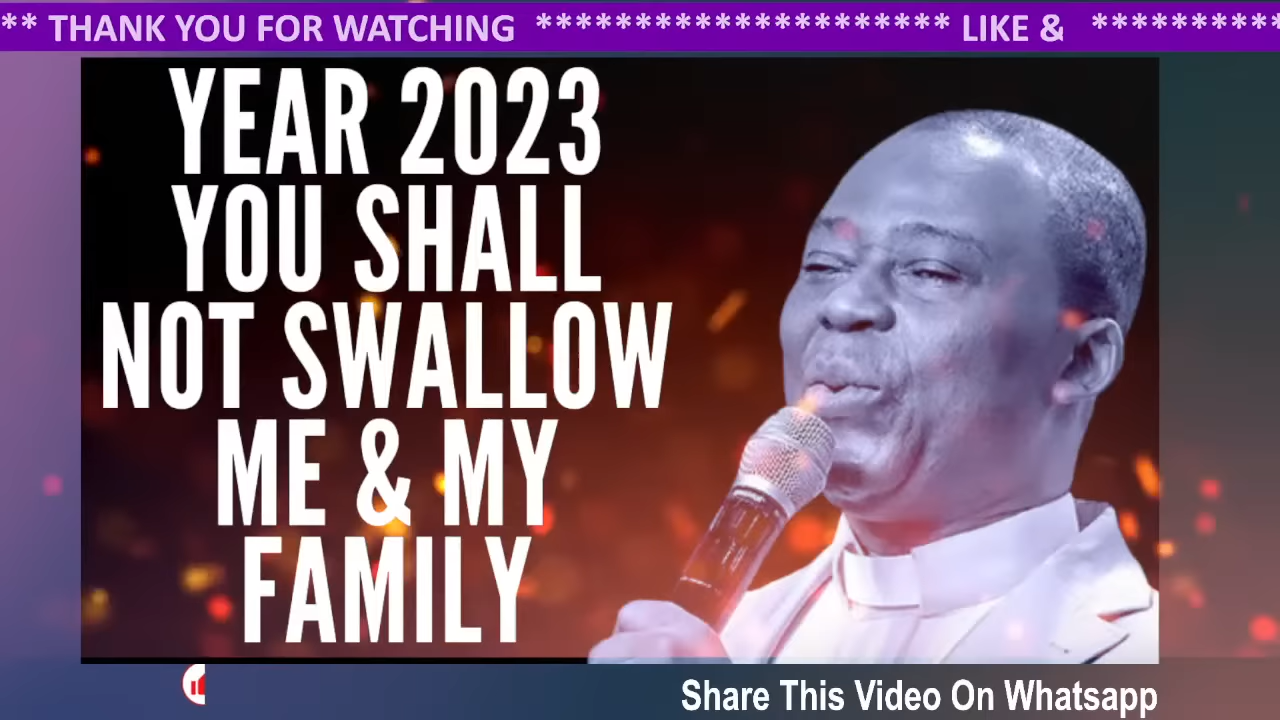 ** THANK YOU FOR WATCHING ********************* LIKE & **********
YEAR 2023
YOU SHALL
NOT SWALLOW
ME & MY
FAMILY
Share This Video On Whatsapp